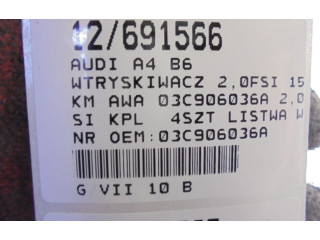 12/691566
AUDI A4 B6
WTRYSKIWACZ 2,0FSI 15
KM AWA 03C906036A 2,0
SI KPL 4SZT LISTWA W
NR OEM:03C906036A
G VII 10 B